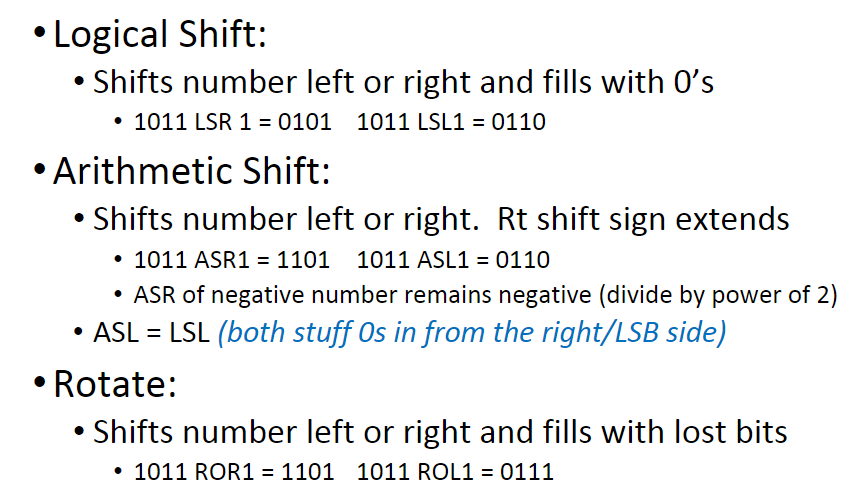 • Logical Shift:
• Shifts number left or right and fills with 0’s
• 1011 LSR 1 = 0101 1011 LSL1 = 0110
• Arithmetic Shift:
• Shifts number left or right. Rt shift sign extends
• 1011 ASR1 = 1101 1011 ASL1 = 0110
• ASR of negative number remains negative (divide by power of 2)
• ASL = LSL (both stuff 0s in from the right/LSB side)
• Rotate:
• Shifts number left or right and fills with lost bits
• 1011 ROR1 = 1101 1011 ROL1 = 0111